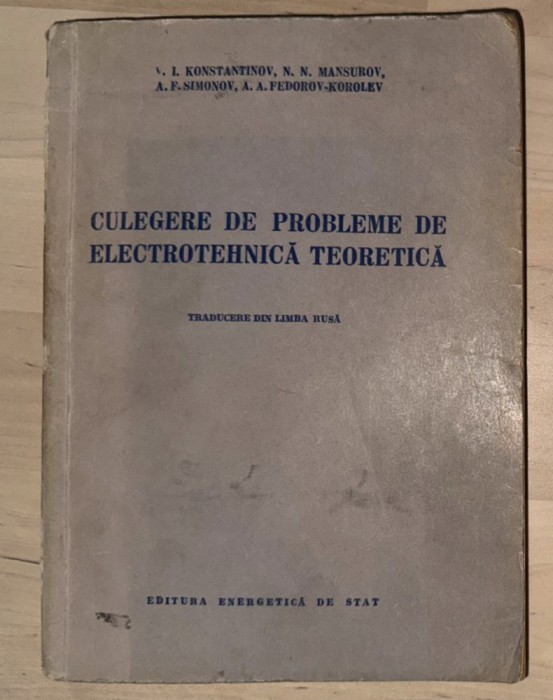 I. KONSTANTINOV, N. N. MANSUROV,
A. F. SIMONOV, A. A. FEDOROV-KOROLEV
CULEGERE DE PROBLEME DE
ELECTROTEHNICĂ TEORETICĂ
TRADUCERE DIN LIMBA RUSĂ
EDITURA ENERGETICĂ DE STAT